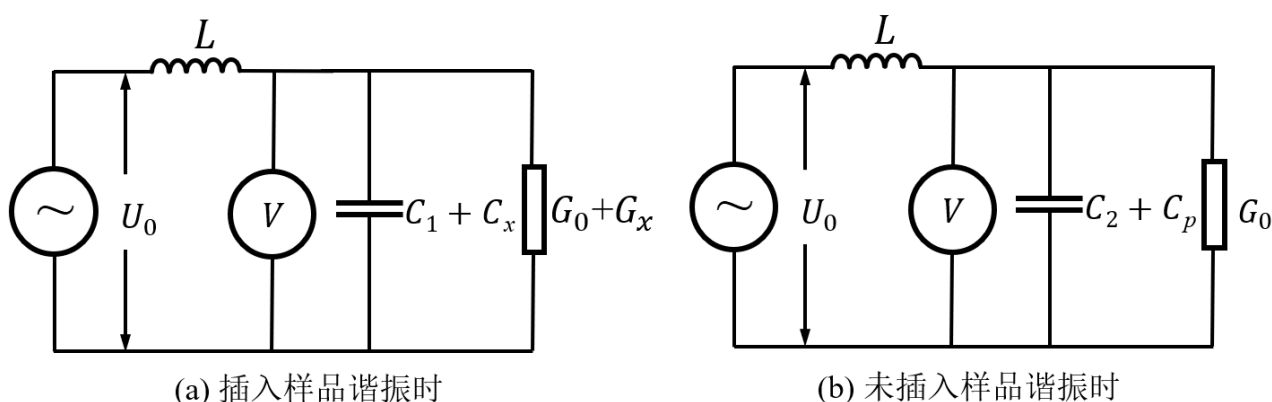 L
U₀
V
C₁ + Cₓ
G₀+Gₓ
(a) 插入样品谐振时
L
U₀
V
C₂ + Cₚ
G₀
(b) 未插入样品谐振时